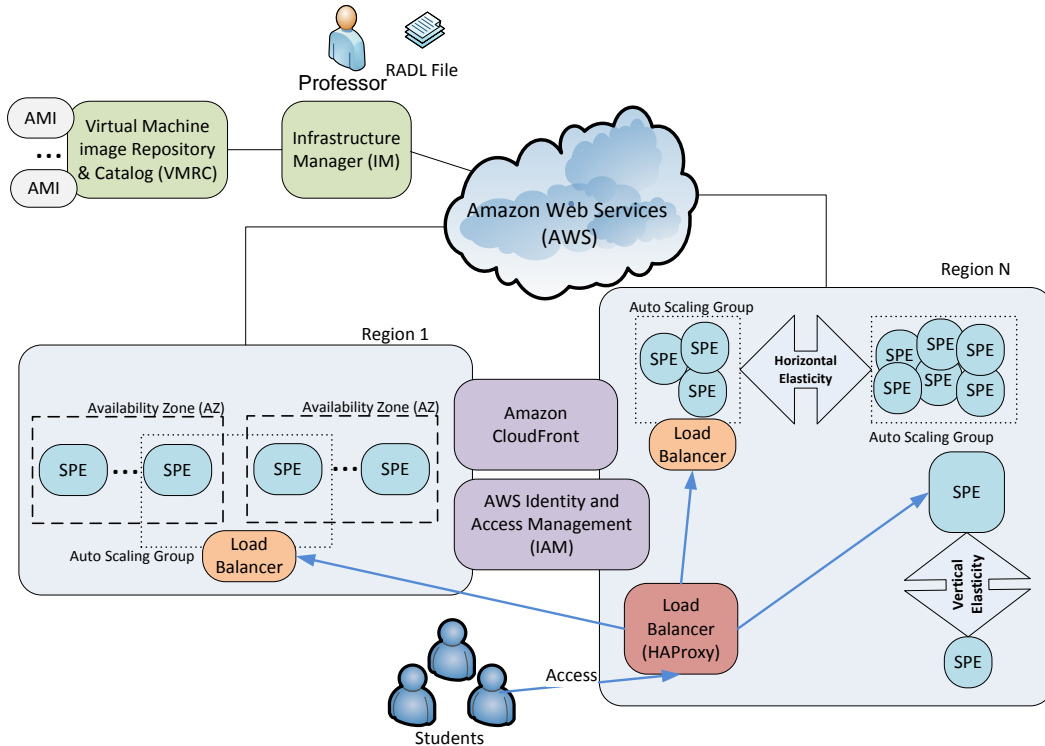 Professor
RADL File
AMI
...
AMI
Virtual Machine
image Repository
& Catalog (VMRC)
Infrastructure
Manager (IM)
Amazon Web Services
(AWS)
Region 1
Availability Zone (AZ)
Availability Zone (AZ)
SPE
...
SPE
SPE
...
SPE
Auto Scaling Group
Load
Balancer
Amazon
CloudFront
AWS Identity and
Access Management
(IAM)
Region N
Auto Scaling Group
SPE
SPE
SPE
Load
Balancer
Horizontal
Elasticity
SPE
SPE
SPE
SPE
SPE
SPE
Auto Scaling Group
SPE
Vertical
Elasticity
SPE
Load
Balancer
(HAProxy)
Access
Students